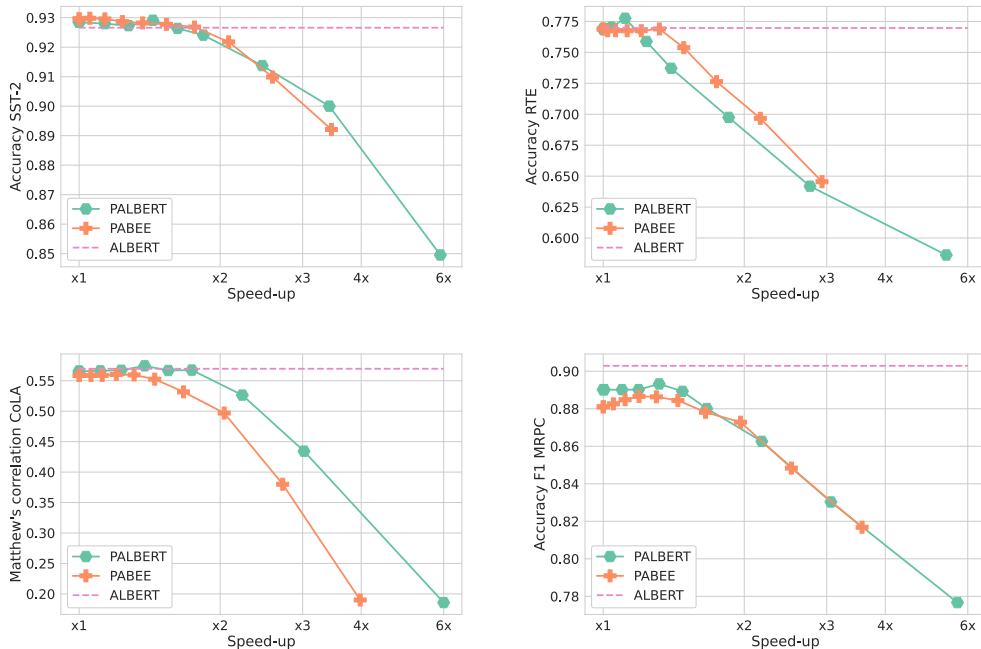 Accuracy SST-2
0.93
0.92
0.91
0.90
0.89
0.88
0.87
0.86
0.85
PALBERT
PABEE
ALBERT
x1
x2
x3
4x
6x
Speed-up
Accuracy RTE
0.775
0.750
0.725
0.700
0.675
0.650
0.625
0.600
PALBERT
PABEE
ALBERT
x1
x2
x3
4x
6x
Speed-up
Matthew's correlation CoLA
0.55
0.50
0.45
0.40
0.35
0.30
0.25
0.20
PALBERT
PABEE
ALBERT
x1
x2
x3
4x
6x
Speed-up
Accuracy F1 MRPC
0.90
0.88
0.86
0.84
0.82
0.80
0.78
PALBERT
PABEE
ALBERT
x1
x2
x3
4x
6x
Speed-up